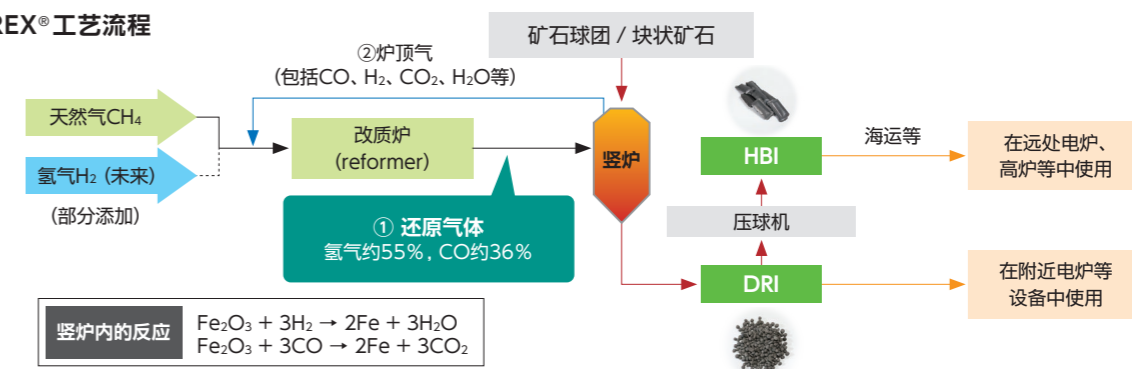 REX®工艺流程
矿石球团 / 块状矿石
②炉顶气
(包括CO、H₂、CO₂、H₂O等)
天然气CH₄
氢气H₂ (未来)
(部分添加)
改质炉
(reformer)
竖炉
① 还原气体
氢气约55%，CO约36%
HBI
海运等
在远处电炉、
高炉等中使用
压球机
DRI
在附近电炉等
设备中使用
竖炉内的反应
Fe₂O₃ + 3H₂ → 2Fe + 3H₂O
Fe₂O₃ + 3CO → 2Fe + 3CO₂